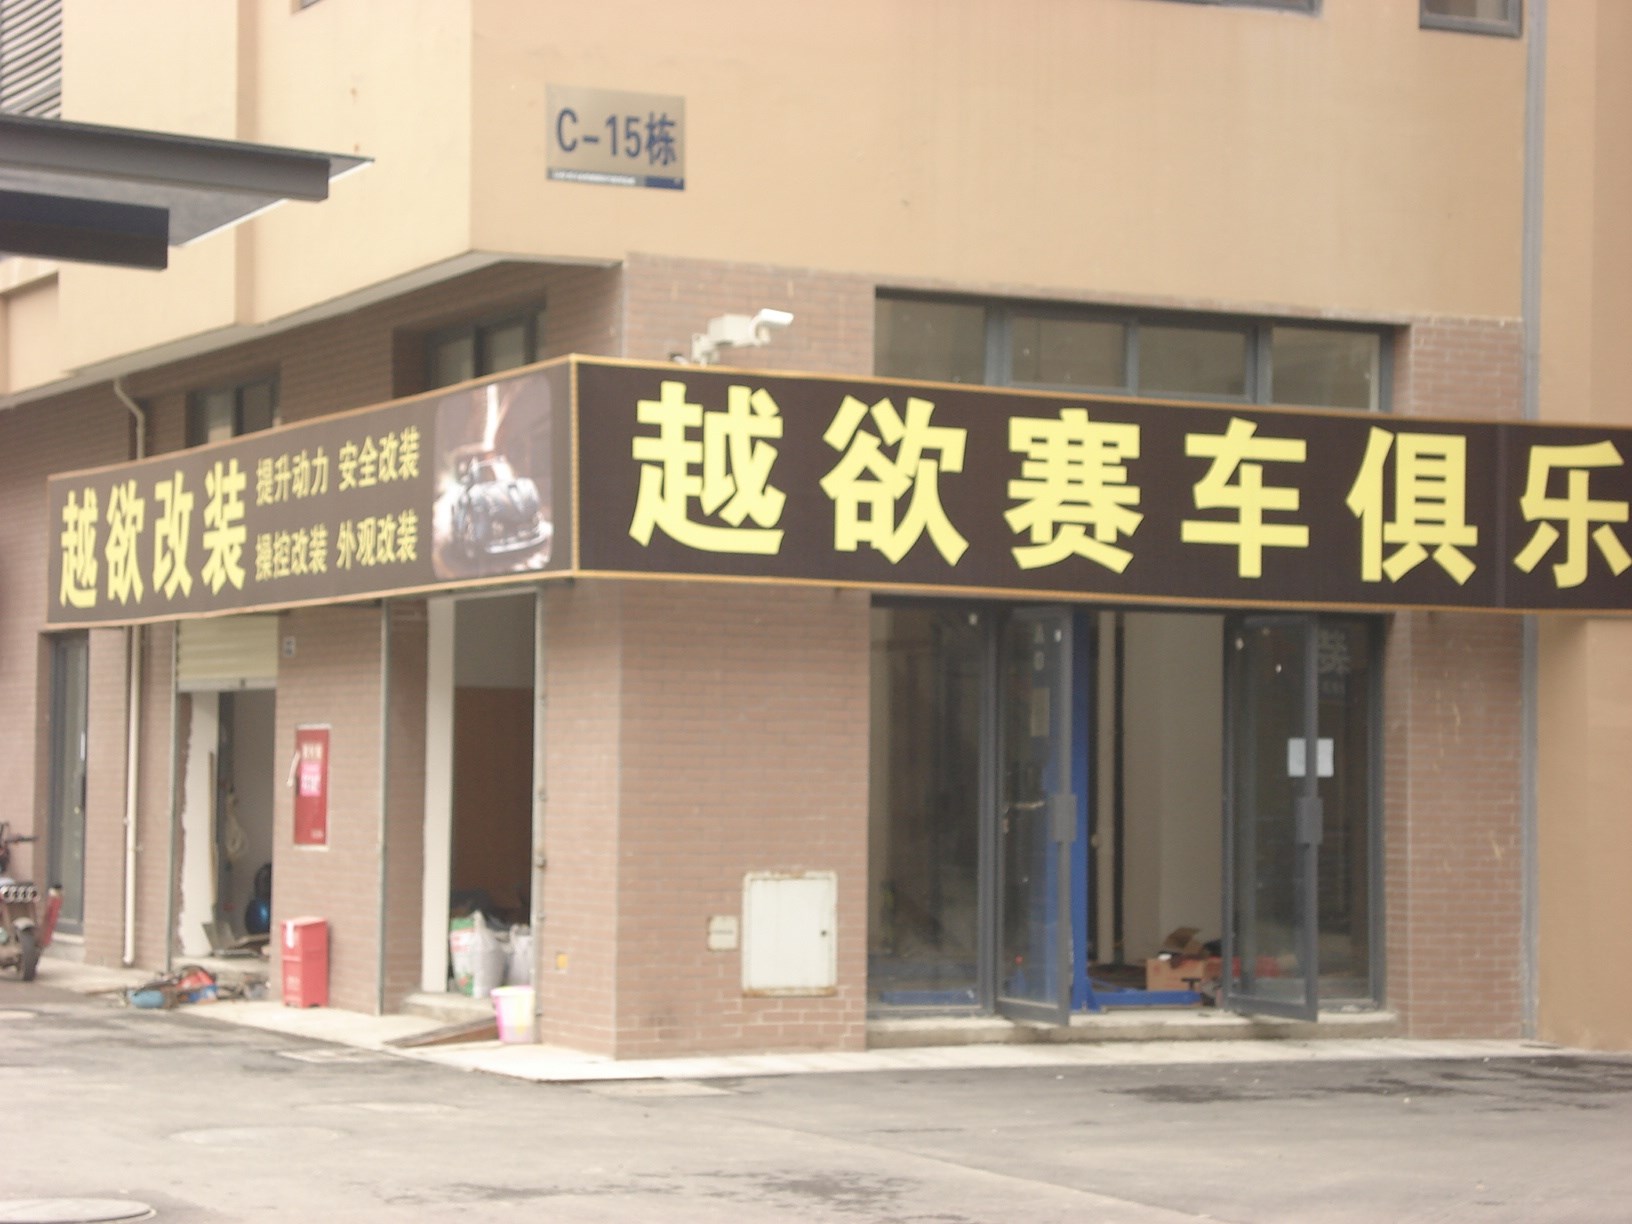 C-15栋
越欲改装
提升动力 安全改装
操控改装 外观改装
越欲赛车俱乐